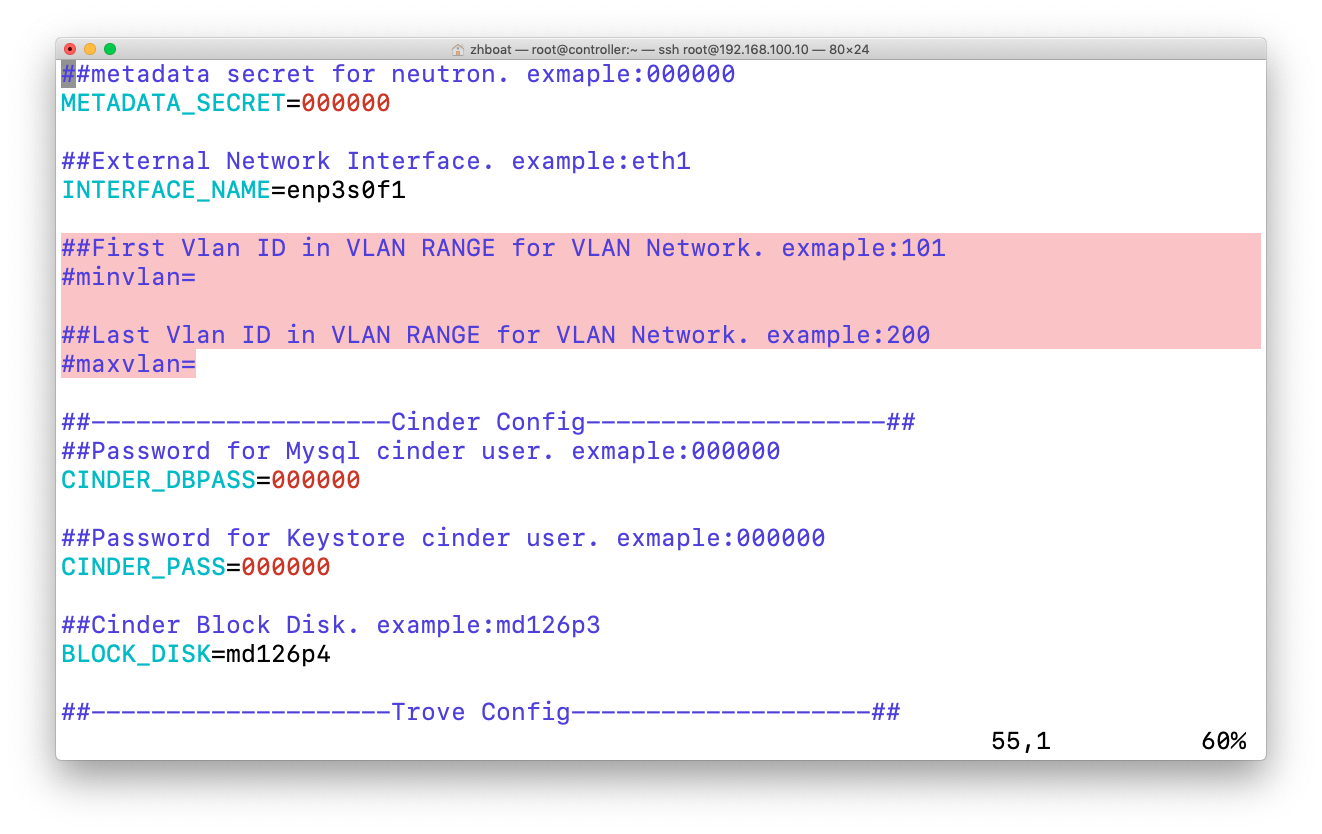 zhboat — root@controller:~ — ssh root@192.168.100.10 — 80×24
##metadata secret for neutron. exmaple:000000
METADATA_SECRET=000000
##External Network Interface. example:eth1
INTERFACE_NAME=enp3s0f1
##First Vlan ID in VLAN RANGE for VLAN Network. exmaple:101
#minvlan=
##Last Vlan ID in VLAN RANGE for VLAN Network. example:200
#maxvlan=
##--------------------Cinder Config--------------------##
##Password for Mysql cinder user. exmaple:000000
CINDER_DBPASS=000000
##Password for Keystore cinder user. exmaple:000000
CINDER_PASS=000000
##Cinder Block Disk. example:md126p3
BLOCK_DISK=md126p4
##--------------------Trove Config--------------------##
55,1 60%